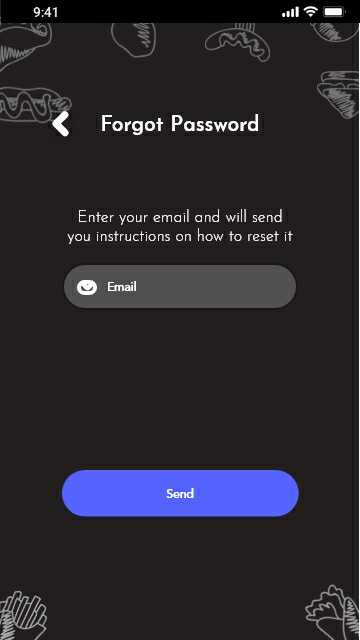 9:41
Forgot Password
Enter your email and will send
you instructions on how to reset it
Email
Send